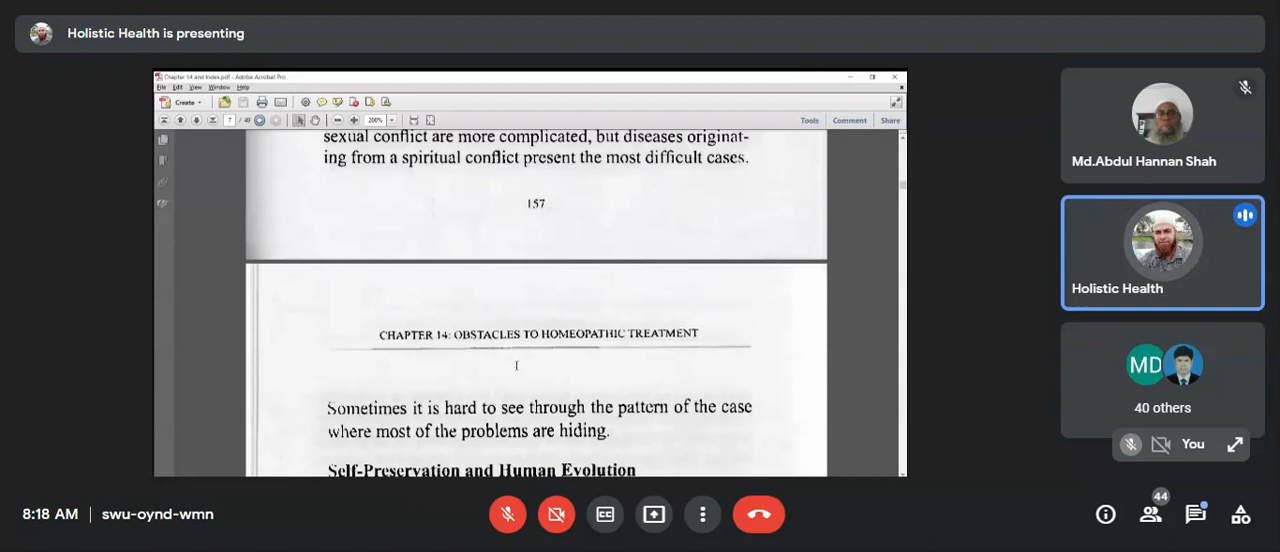 Holistic Health is presenting
Chapter 14 and Index.pdf - Adobe Acrobat Pro
File Edit View Window Help
Create
7 / 49
200%
Tools Comment Share
sexual conflict are more complicated, but diseases originat-
ing from a spiritual conflict present the most difficult cases.
157
CHAPTER 14: OBSTACLES TO HOMEOPATHIC TREATMENT
Sometimes it is hard to see through the pattern of the case
where most of the problems are hiding.
Self-Preservation and Human Evolution
Md.Abdul Hannan Shah
Holistic Health
MD
40 others
You
8:18 AM
swu-oynd-wmn
44